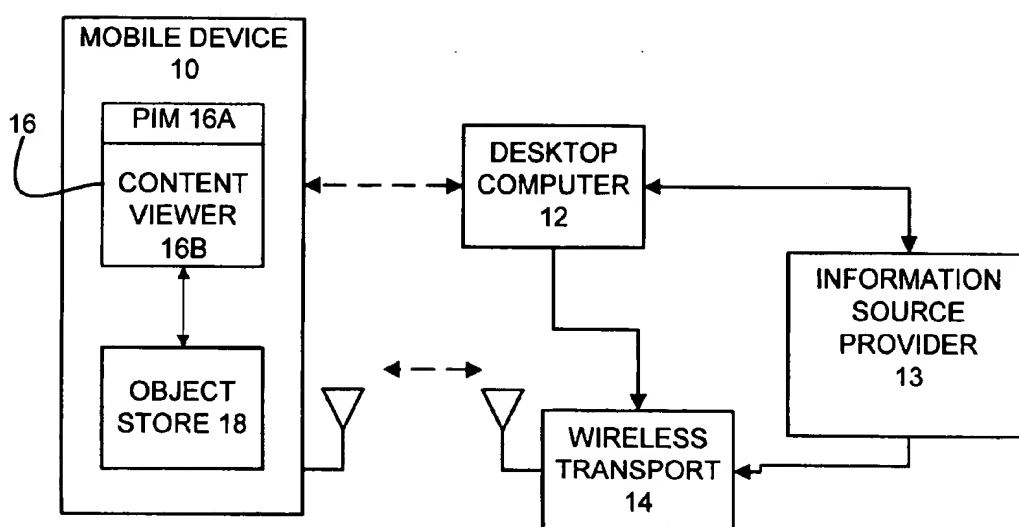 MOBILE DEVICE
10
16
PIM 16A
CONTENT
VIEWER
16B
OBJECT
STORE 18
DESKTOP
COMPUTER
12
INFORMATION
SOURCE
PROVIDER
13
WIRELESS
TRANSPORT
14